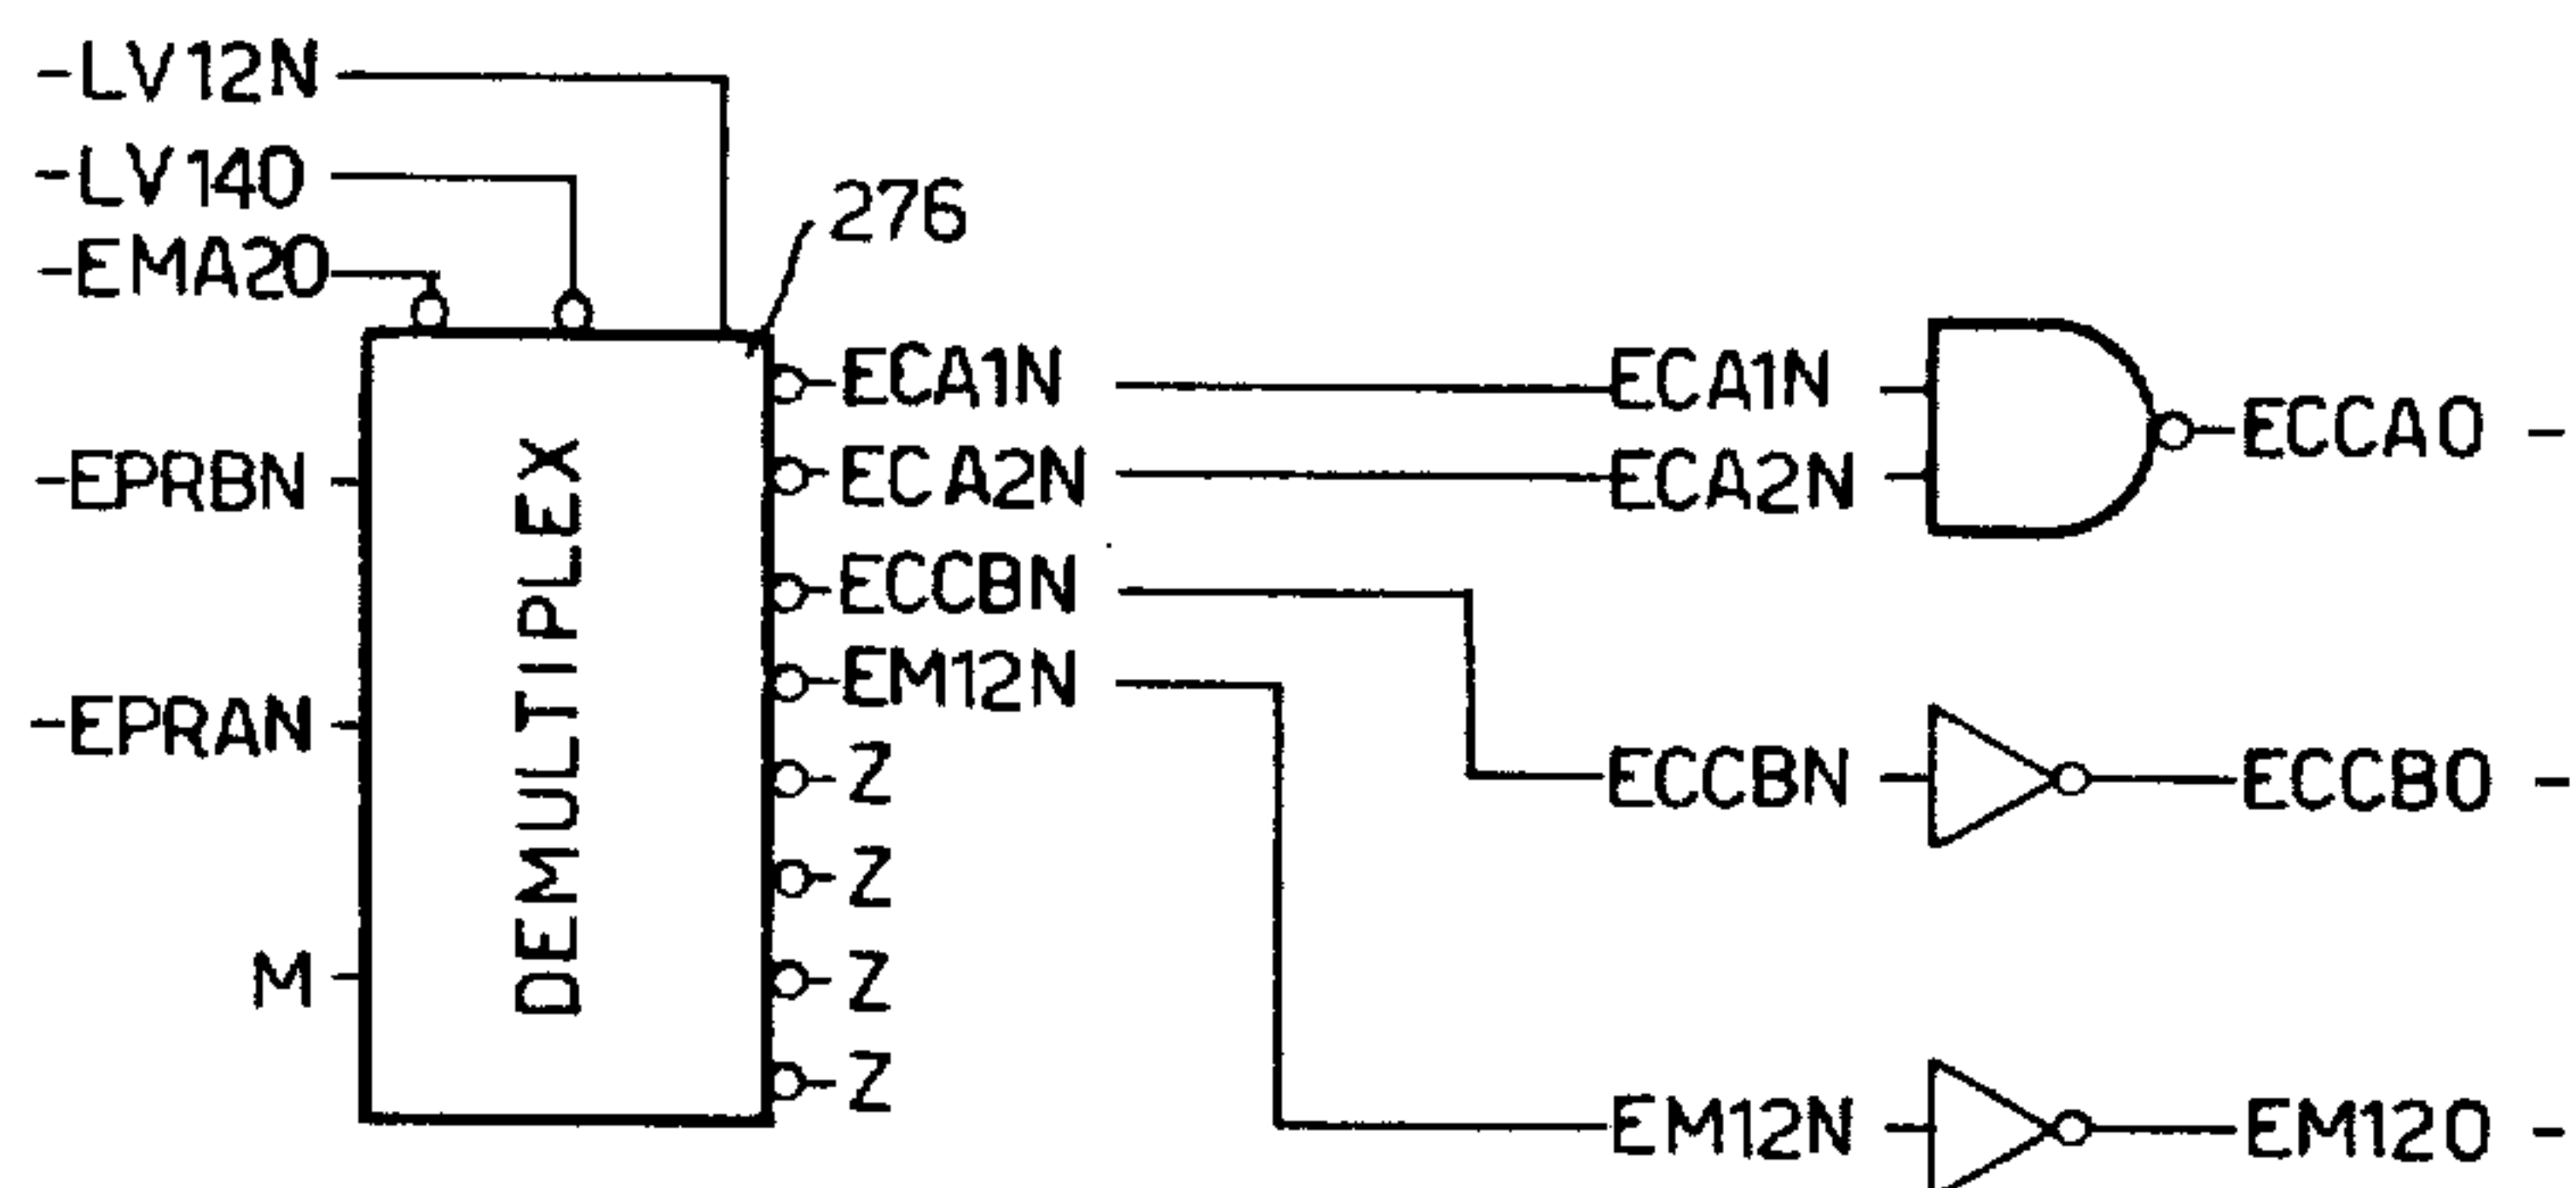 -LV12N
-LV140
-EMA20
276
-EPRBN
-EPRAN
M
DEMULTIPLEX
ECA1N
ECA2N
ECCBN
EM12N
Z
Z
Z
Z
ECA1N
ECA2N
ECCBN
EM12N
ECCA0 -
ECCB0 -
EM120 -